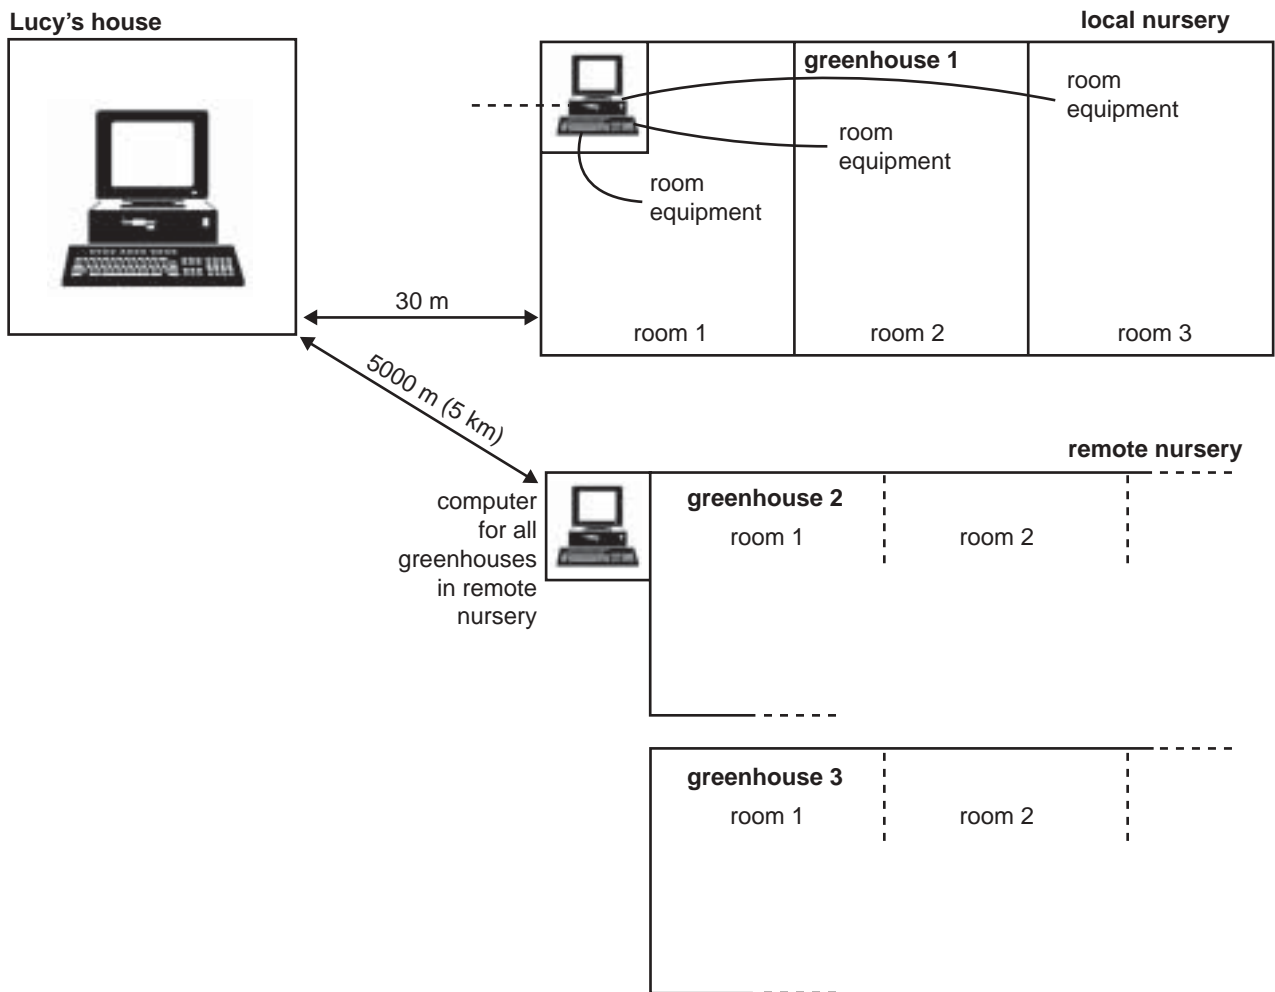 Lucy's house
local nursery
greenhouse 1
room
equipment
room
equipment
room
equipment
30 m
room 1
room 2
room 3
5000 m (5 km)
remote nursery
computer
for all
greenhouses
in remote
nursery
greenhouse 2
room 1
room 2
greenhouse 3
room 1
room 2